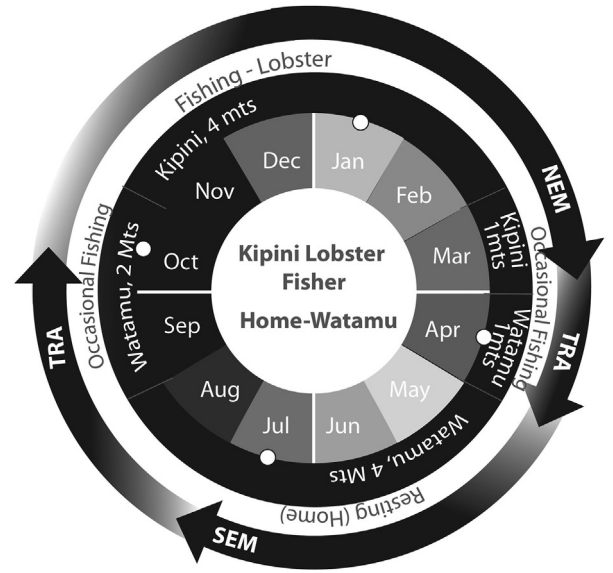 Kipini Lobster
Fisher
Home-Watamu
Jan
Feb
Mar
Apr
May
Jun
Jul
Aug
Sep
Oct
Nov
Dec
Kipini, 4 mts
Kipini
1mts
Watamu
1mts
Watamu, 4 Mts
Watamu, 2 Mts
Fishing - Lobster
Occasional Fishing
Resting (Home)
Occasional Fishing
NEM
TRA
SEM
TRA